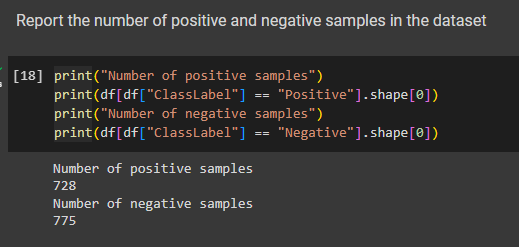 Report the number of positive and negative samples in the dataset
[18] print("Number of positive samples")
print(df[df["ClassLabel"] == "Positive"].shape[0])
print("Number of negative samples")
print(df[df["ClassLabel"] == "Negative"].shape[0])
Number of positive samples
728
Number of negative samples
775